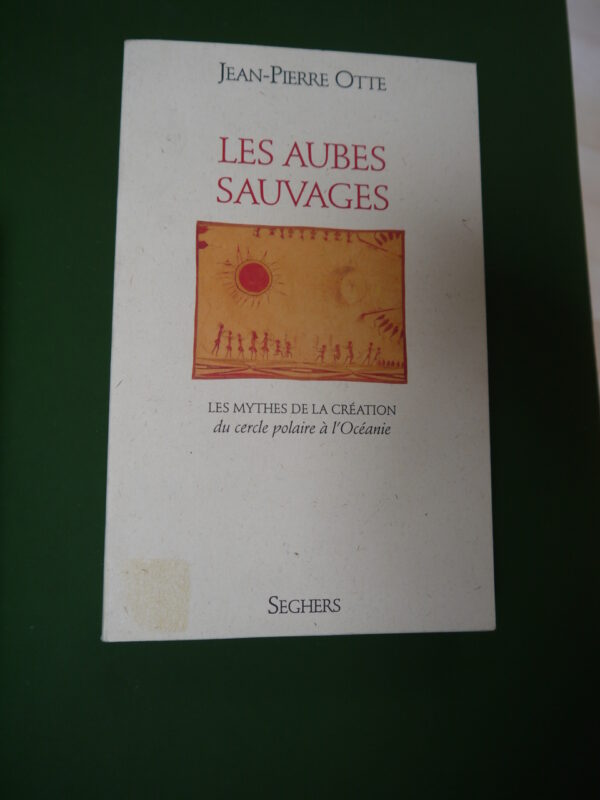 JEAN-PIERRE OTTE
LES AUBES
SAUVAGES
LES MYTHES DE LA CRÉATION
du cercle polaire à l'Océanie
SEGHERS